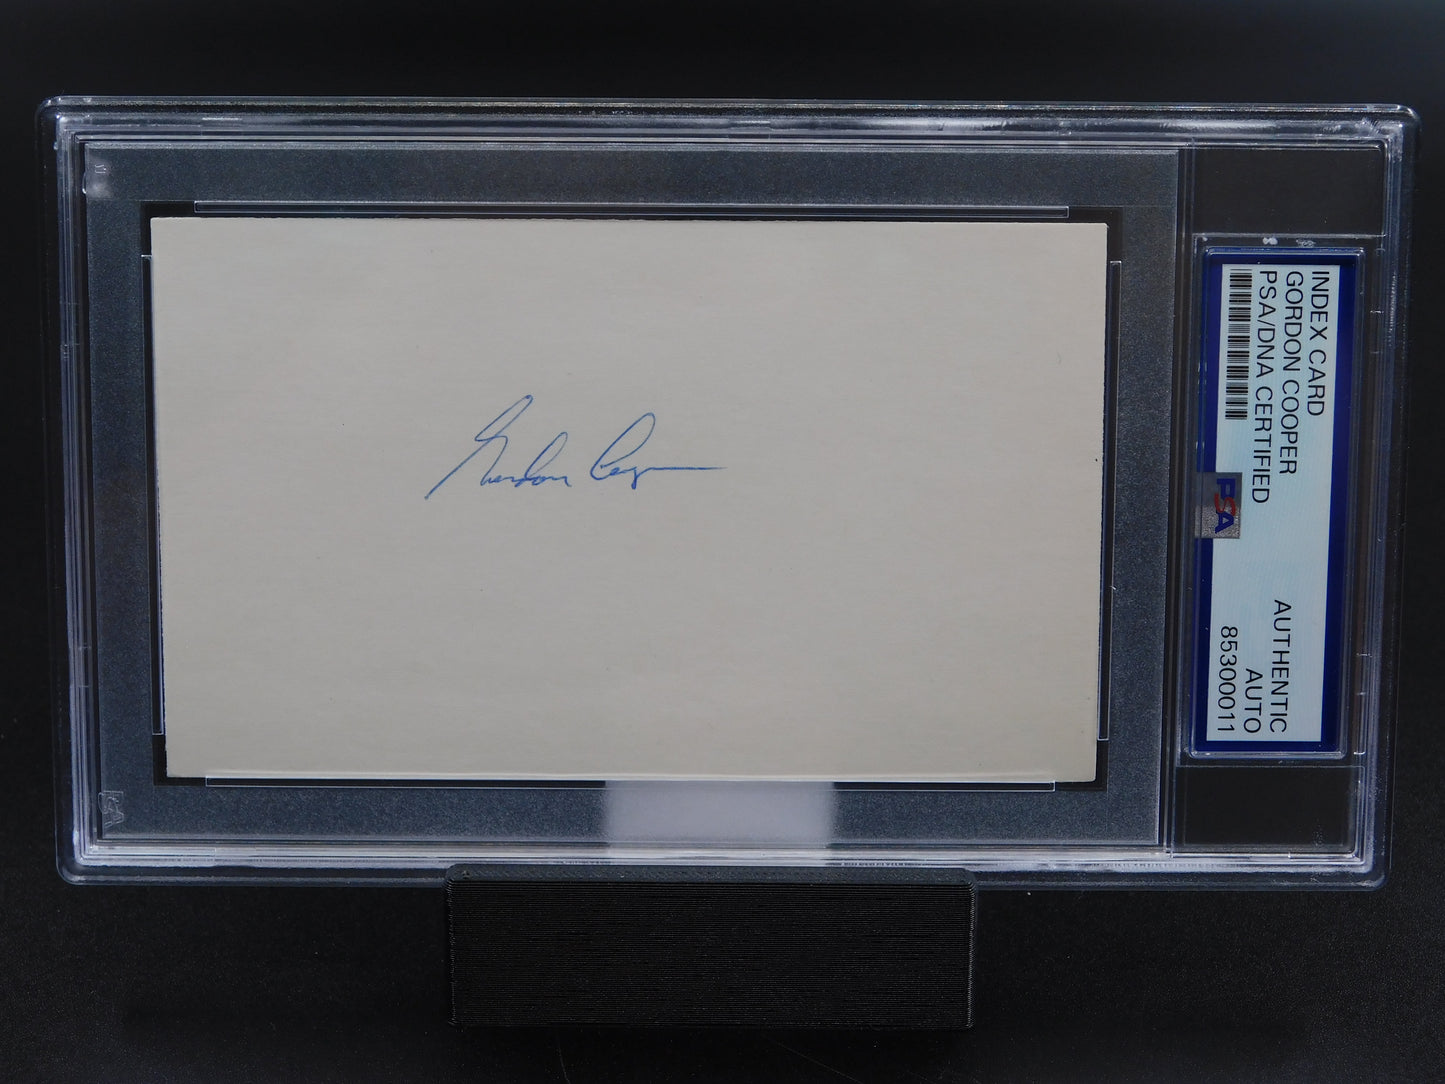 Gordon Cooper
INDEX CARD
GORDON COOPER
PSA/DNA CERTIFIED
AUTHENTIC
AUTO
85300011
PSA